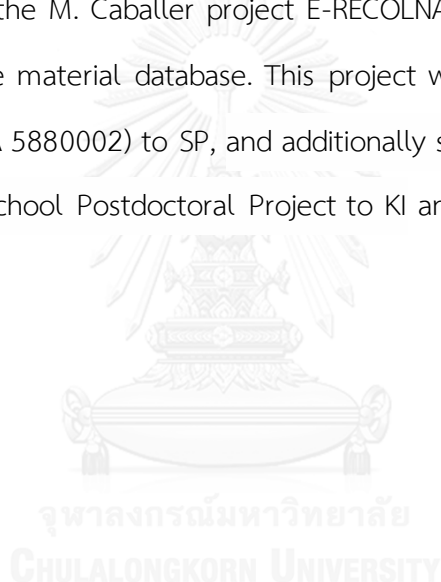 the M. Caballer project E-RECOLNA
e material database. This project w
A 5880002) to SP, and additionally s
chool Postdoctoral Project to KI an
จุฬาลงกรณ์มหาวิทยาลัย
CHULALONGKORN UNIVERSITY